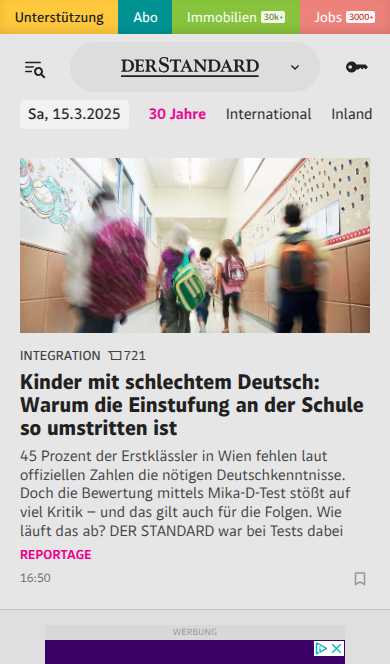 Unterstützung Abo Immobilien 30k+ Jobs 3000+
DERSTANDARD
Sa, 15.3.2025 30 Jahre International Inland
INTEGRATION 721
Kinder mit schlechtem Deutsch:
Warum die Einstufung an der Schule
so umstritten ist
45 Prozent der Erstklässler in Wien fehlen laut
offiziellen Zahlen die nötigen Deutschkenntnisse.
Doch die Bewertung mittels Mika-D-Test stößt auf
viel Kritik – und das gilt auch für die Folgen. Wie
läuft das ab? DER STANDARD war bei Tests dabei
REPORTAGE
16:50
WERBUNG